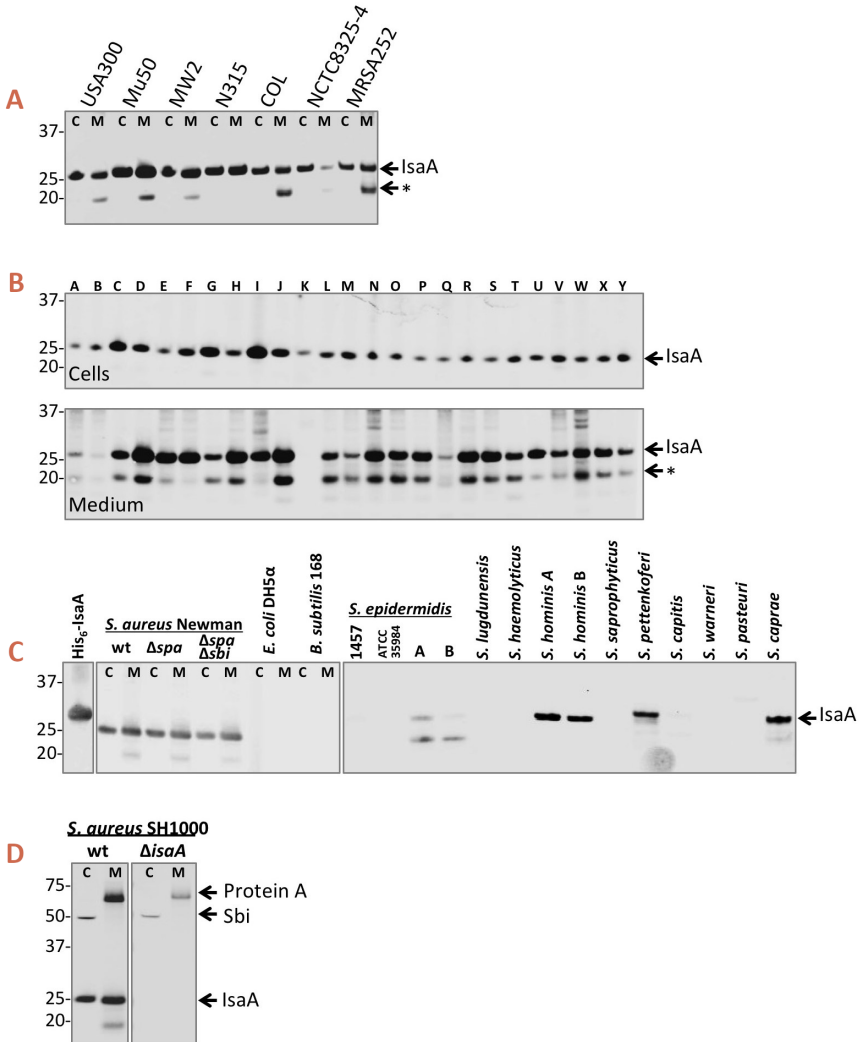 A
USA300 Mu50 MW2 N315 COL NCTC8325-4 MRSA252
C M C M C M C M C M C M C M
37-
25-
20-
IsaA
*
B
A B C D E F G H I J K L M N O P Q R S T U V W X Y
37-
25-
20-
Cells
IsaA
37-
25-
20-
Medium
IsaA
*
C
His6-IsaA
S. aureus Newman
wt Δspa Δspa Δsbi
E. coli DH5α
B. subtilis 168
S. epidermidis
1457 ATCC 35984 A B
S. lugdunensis
S. haemolyticus
S. hominis A
S. hominis B
S. saprophyticus
S. pettenkoferi
S. capitis
S. warneri
S. pasteuri
S. caprae
C M C M C M C M C M
37-
25-
20-
IsaA
D
S. aureus SH1000
wt ΔisaA
C M C M
75-
50-
37-
25-
20-
Protein A
Sbi
IsaA